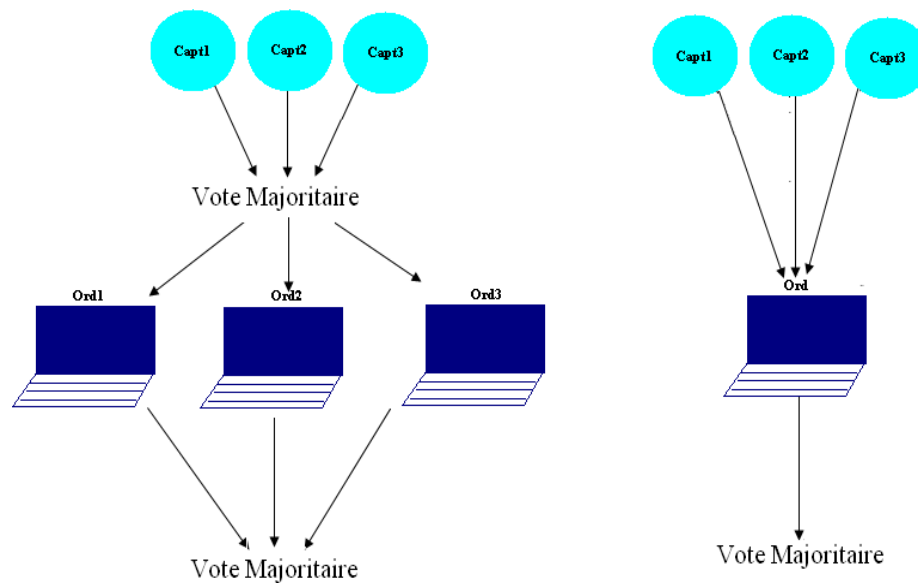 Capt1
Capt2
Capt3
Vote Majoritaire
Ord1
Ord2
Ord3
Vote Majoritaire
Capt1
Capt2
Capt3
Ord
Vote Majoritaire